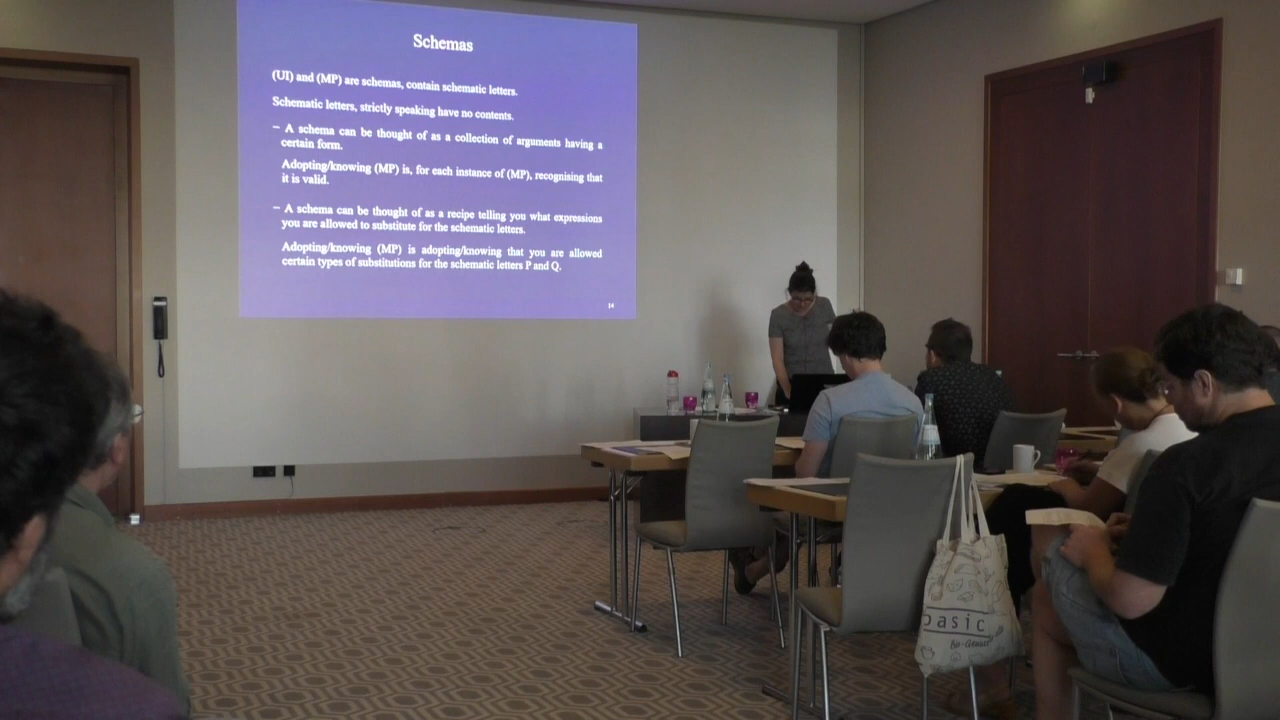 Schemas
(UI) and (MP) are schemas, contain schematic letters.
Schematic letters, strictly speaking have no contents.
– A schema can be thought of as a collection of arguments having a
certain form.
Adopting/knowing (MP) is, for each instance of (MP), recognising that
it is valid.
– A schema can be thought of as a recipe telling you what expressions
you are allowed to substitute for the schematic letters.
Adopting/knowing (MP) is adopting/knowing that you are allowed
certain types of substitutions for the schematic letters P and Q.
14
basic